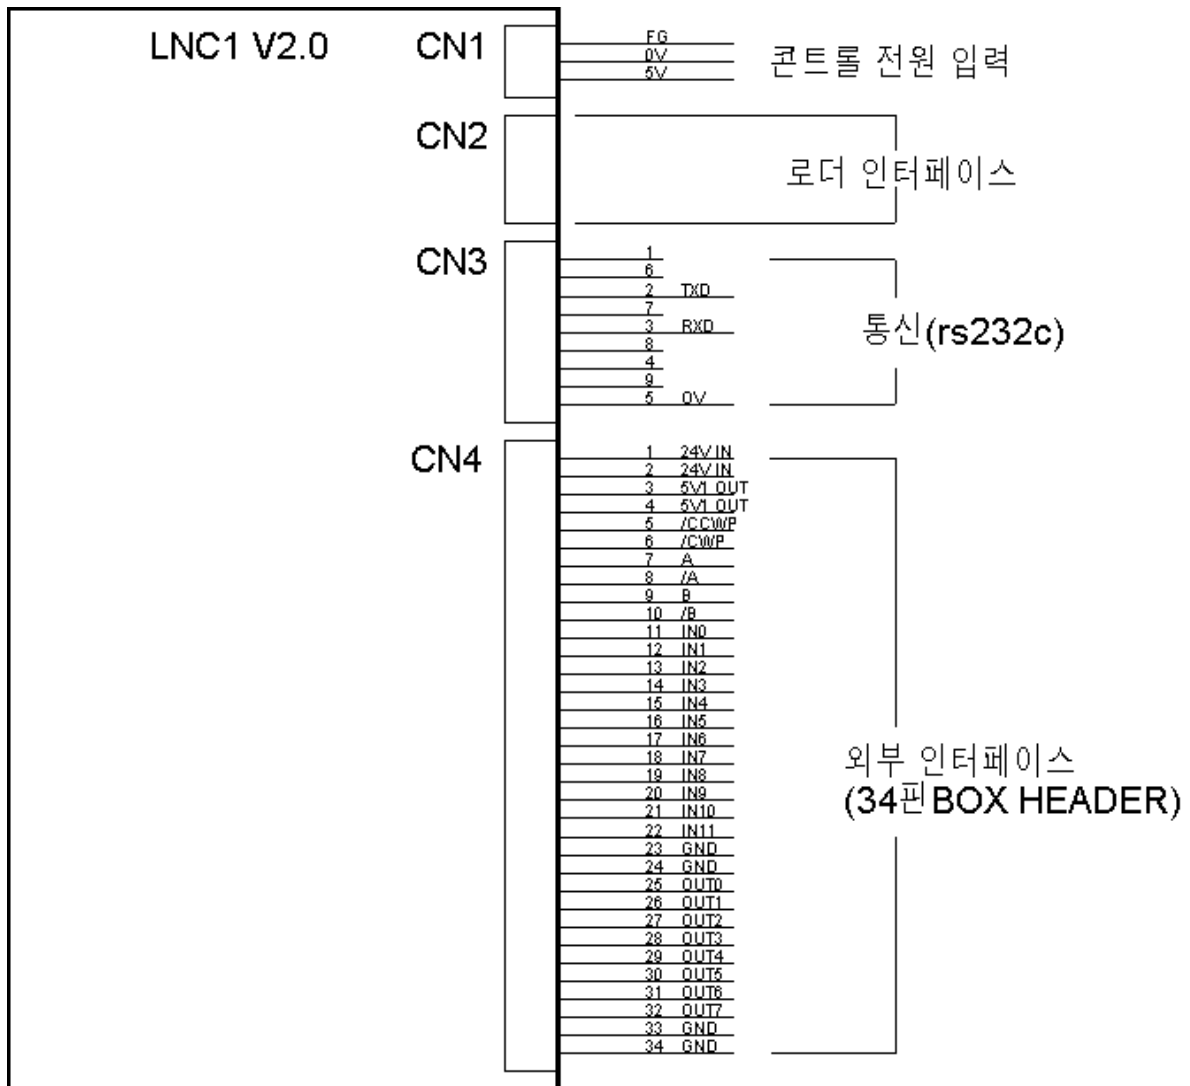 LNC1 V2.0
CN1
FG
0V
5V
콘트롤 전원 입력
CN2
로더 인터페이스
CN3
1
6
2 TXD
7
3 RXD
8
4
9
5 0V
통신(rs232c)
CN4
1 24V IN
2 24V IN
3 5V1 OUT
4 5V1 OUT
5 /CCWP
6 /CWP
7 A
8 /A
9 B
10 /B
11 IN0
12 IN1
13 IN2
14 IN3
15 IN4
16 IN5
17 IN6
18 IN7
19 IN8
20 IN9
21 IN10
22 IN11
23 GND
24 GND
25 OUT0
26 OUT1
27 OUT2
28 OUT3
29 OUT4
30 OUT5
31 OUT6
32 OUT7
33 GND
34 GND
외부 인터페이스
(34핀BOX HEADER)